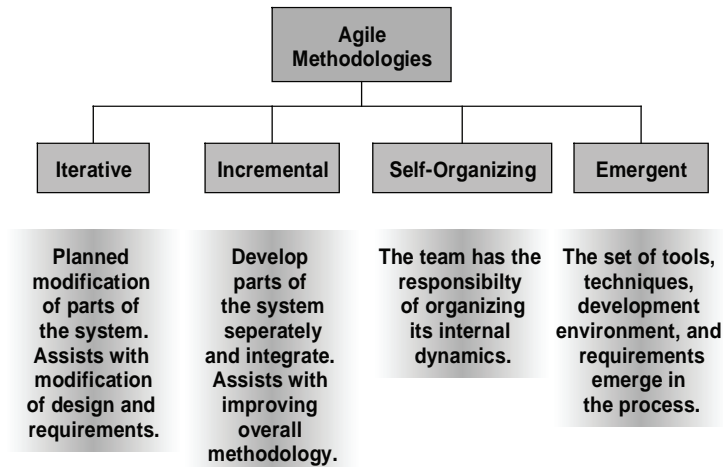 Agile
Methodologies
Iterative
Incremental
Self-Organizing
Emergent
Planned
modification
of parts of
the system.
Assists with
modification
of design and
requirements.
Develop
parts of
the system
seperately
and integrate.
Assists with
improving
overall
methodology.
The team has the
responsibilty
of organizing
its internal
dynamics.
The set of tools,
techniques,
development
environment, and
requirements
emerge in
the process.